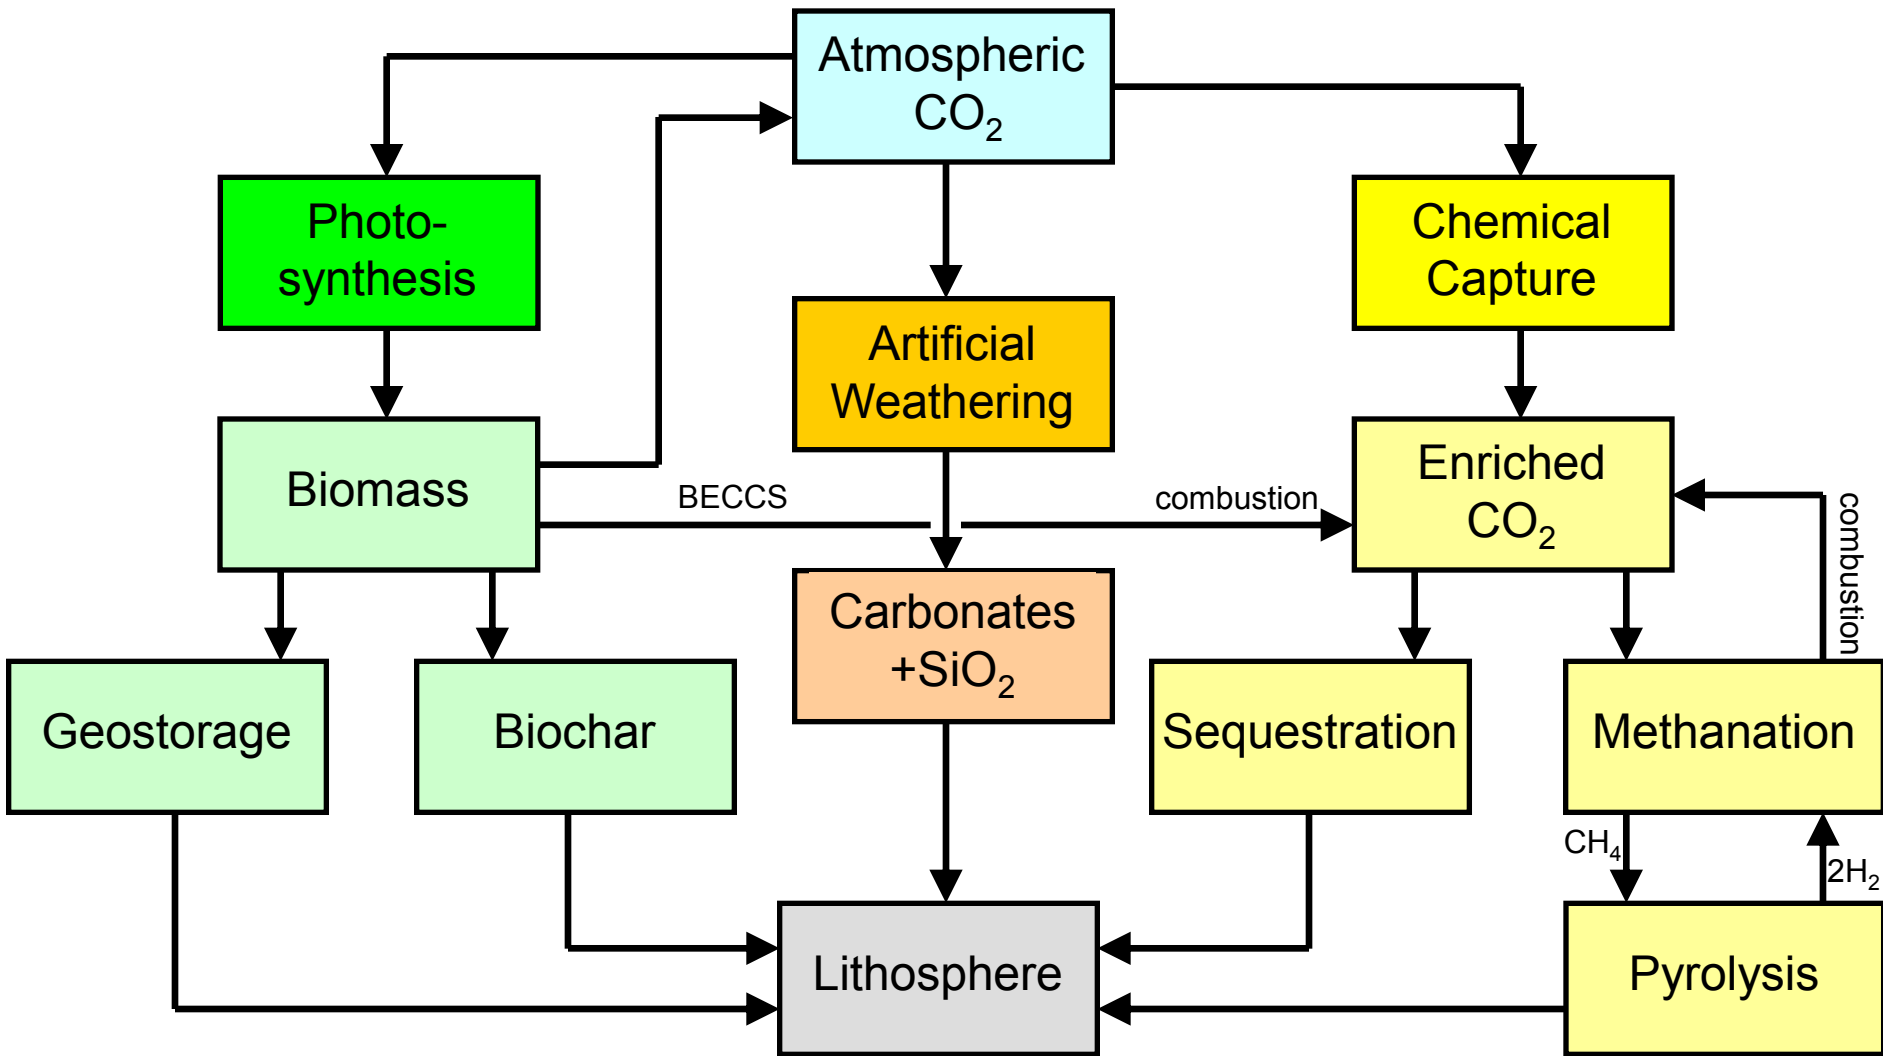 Atmospheric
CO₂
Photo-
synthesis
Chemical
Capture
Artificial
Weathering
Biomass
BECCS
combustion
Enriched
CO₂
combustion
Carbonates
+SiO₂
Geostorage
Biochar
Sequestration
Methanation
CH₄
2H₂
Lithosphere
Pyrolysis